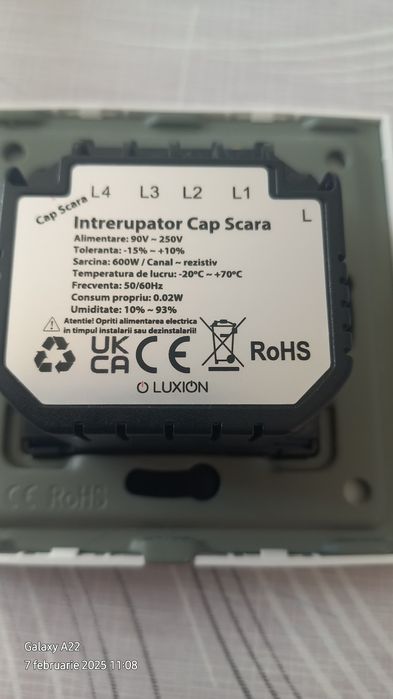 L4 L3 L2 L1
L
Cap Scara
Intrerupator Cap Scara
Alimentare: 90V ~ 250V
Toleranta: -15% ~ +10%
Sarcina: 600W / Canal ~ rezistiv
Temperatura de lucru: -20°C ~ +70°C
Frecventa: 50/60Hz
Consum propriu: 0.02W
Umiditate: 10% ~ 93%
Atentie! Opriti alimentarea electrica
in timpul instalarii sau dezinstalarii!
UK
CA CE RoHS
LUXION
CE RoHS
Galaxy A22
7 februarie 2025 11:08